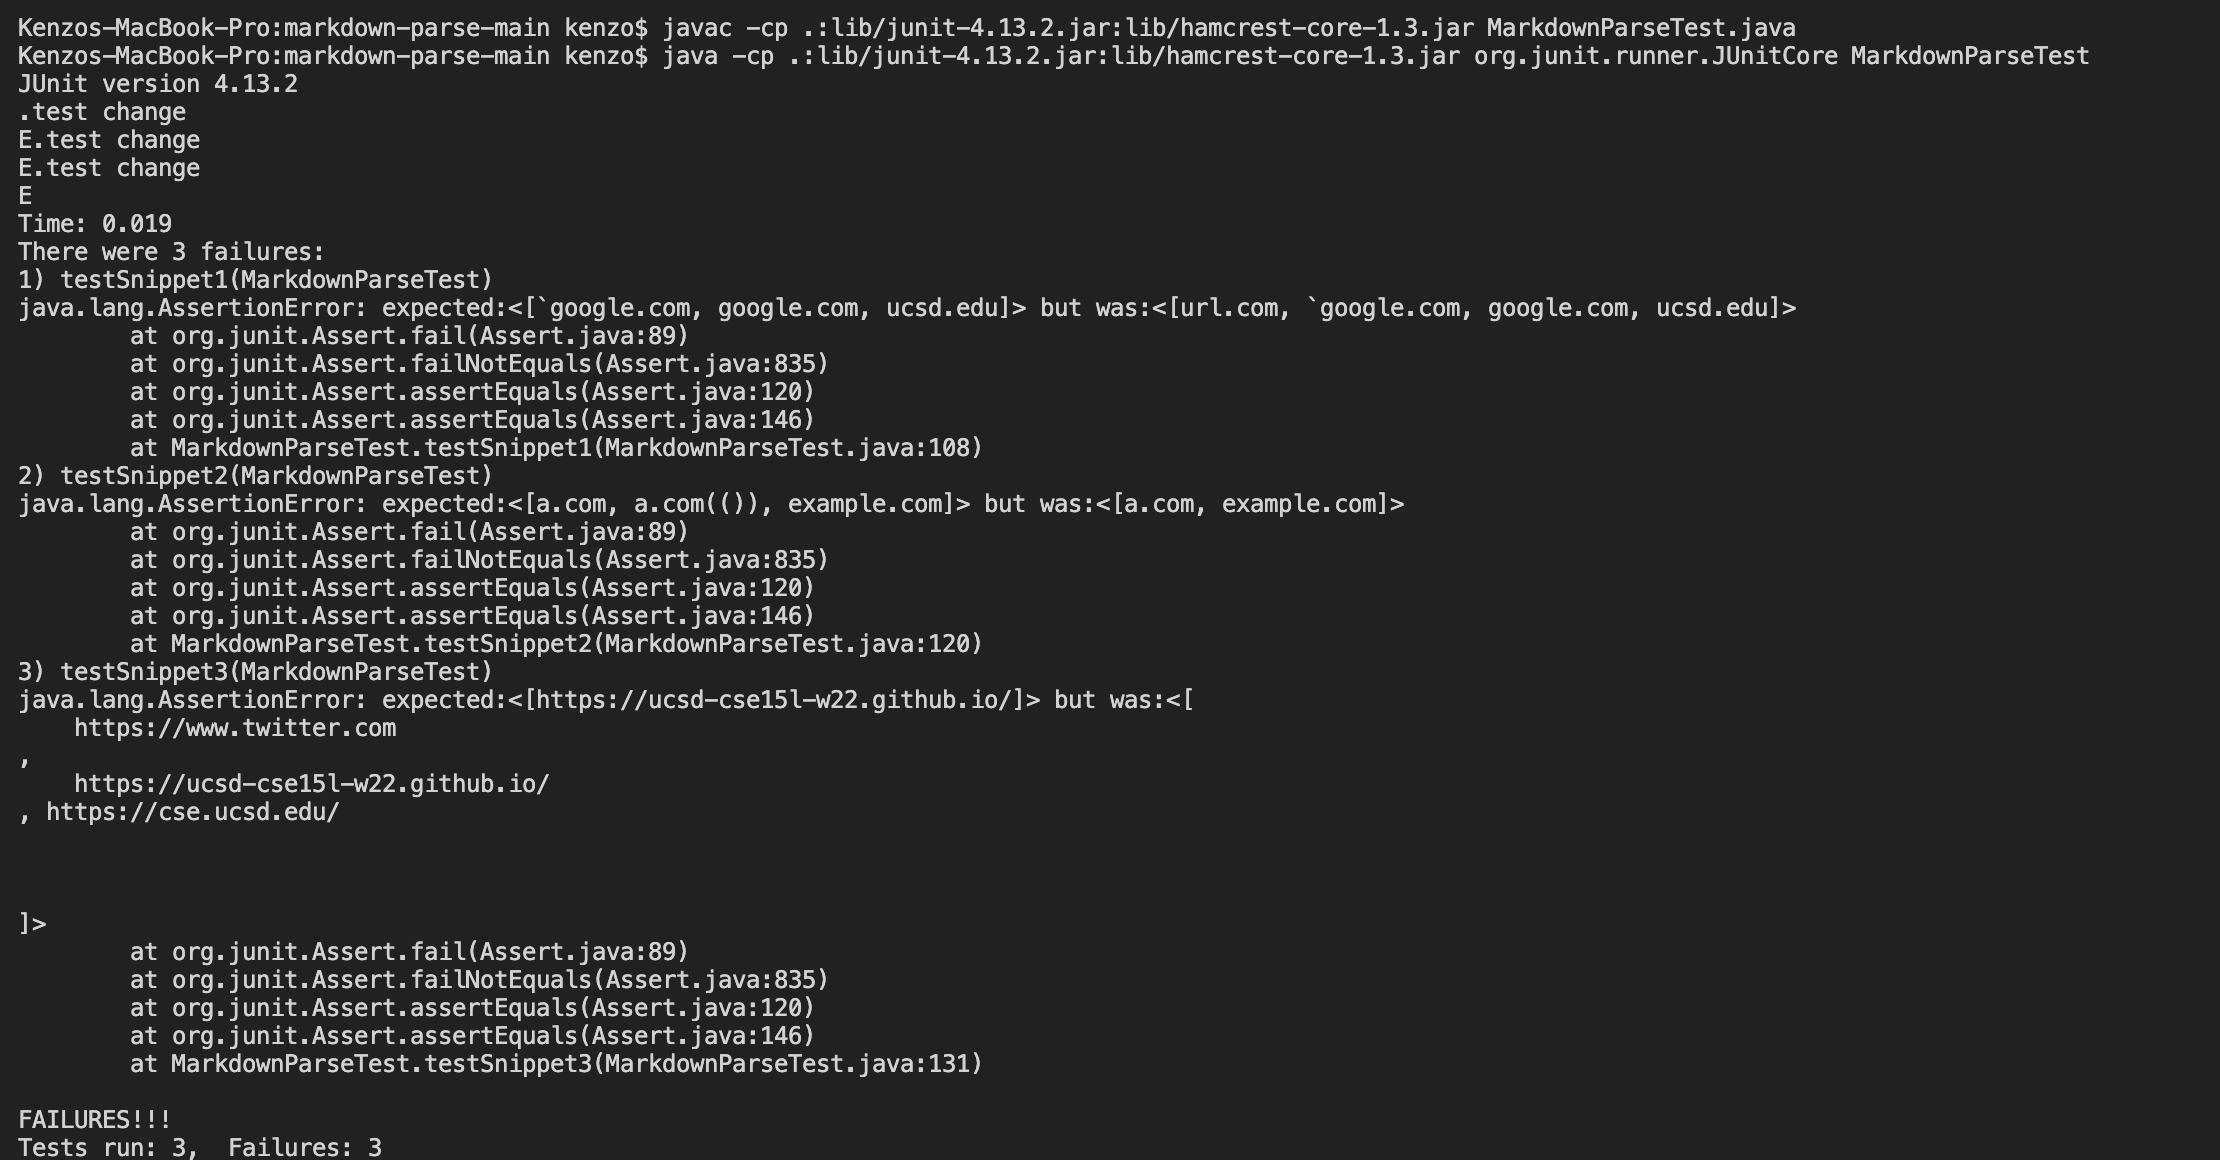 Kenzos-MacBook-Pro:markdown-parse-main kenzo$ javac -cp .:lib/junit-4.13.2.jar:lib/hamcrest-core-1.3.jar MarkdownParseTest.java
Kenzos-MacBook-Pro:markdown-parse-main kenzo$ java -cp .:lib/junit-4.13.2.jar:lib/hamcrest-core-1.3.jar org.junit.runner.JUnitCore MarkdownParseTest
JUnit version 4.13.2
.test change
E.test change
E.test change
E
Time: 0.019
There were 3 failures:
1) testSnippet1(MarkdownParseTest)
java.lang.AssertionError: expected:<[`google.com, google.com, ucsd.edu]> but was:<[url.com, `google.com, google.com, ucsd.edu]>
        at org.junit.Assert.fail(Assert.java:89)
        at org.junit.Assert.failNotEquals(Assert.java:835)
        at org.junit.Assert.assertEquals(Assert.java:120)
        at org.junit.Assert.assertEquals(Assert.java:146)
        at MarkdownParseTest.testSnippet1(MarkdownParseTest.java:108)
2) testSnippet2(MarkdownParseTest)
java.lang.AssertionError: expected:<[a.com, a.com(()), example.com]> but was:<[a.com, example.com]>
        at org.junit.Assert.fail(Assert.java:89)
        at org.junit.Assert.failNotEquals(Assert.java:835)
        at org.junit.Assert.assertEquals(Assert.java:120)
        at org.junit.Assert.assertEquals(Assert.java:146)
        at MarkdownParseTest.testSnippet2(MarkdownParseTest.java:120)
3) testSnippet3(MarkdownParseTest)
java.lang.AssertionError: expected:<[https://ucsd-cse15l-w22.github.io/]> but was:<[
    https://www.twitter.com
,
    https://ucsd-cse15l-w22.github.io/
, https://cse.ucsd.edu/
]>
        at org.junit.Assert.fail(Assert.java:89)
        at org.junit.Assert.failNotEquals(Assert.java:835)
        at org.junit.Assert.assertEquals(Assert.java:120)
        at org.junit.Assert.assertEquals(Assert.java:146)
        at MarkdownParseTest.testSnippet3(MarkdownParseTest.java:131)
FAILURES!!!
Tests run: 3,  Failures: 3